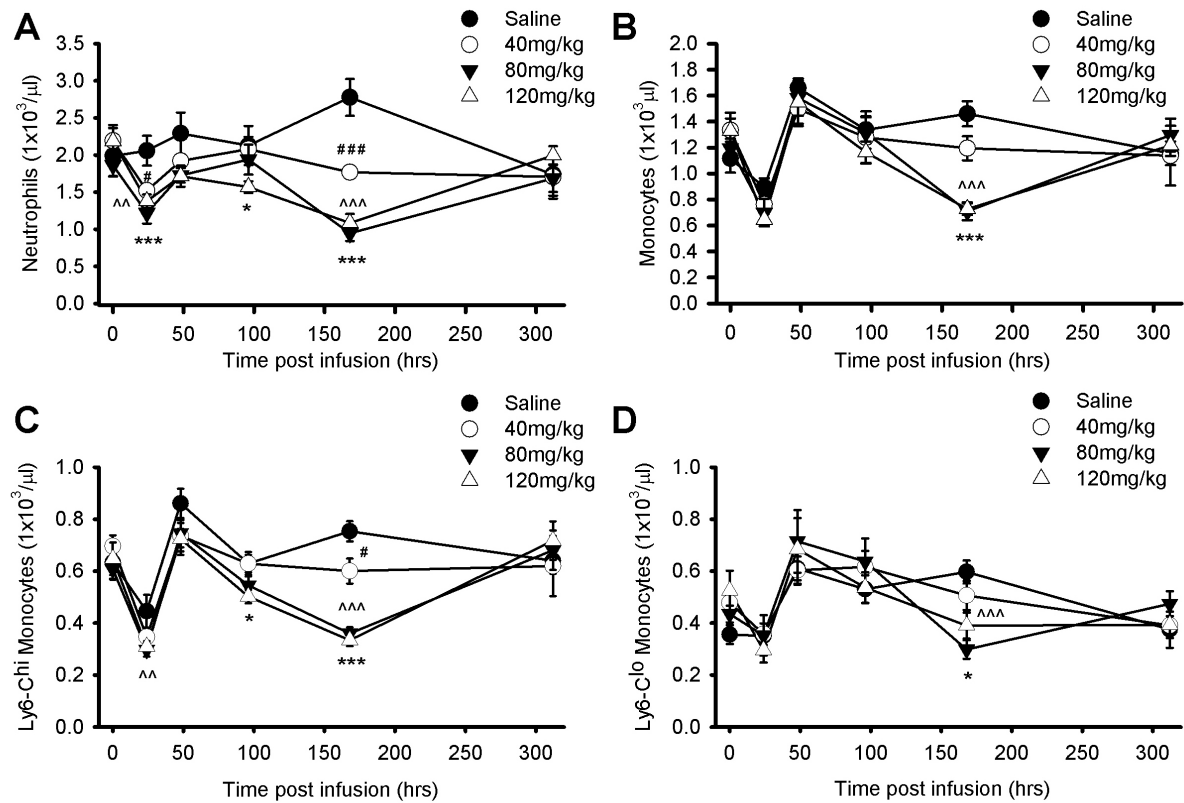 A
Saline
40mg/kg
80mg/kg
120mg/kg
Neutrophils (1x10³/µl)
3.5
3.0
2.5
2.0
1.5
1.0
0.5
0.0
###
#
^^
***
*
^^^
***
0 50 100 150 200 250 300
Time post infusion (hrs)
B
Saline
40mg/kg
80mg/kg
120mg/kg
Monocytes (1x10³µl)
2.0
1.8
1.6
1.4
1.2
1.0
0.8
0.6
0.4
0.2
0.0
^^^
***
0 50 100 150 200 250 300
Time post infusion (hrs)
C
Saline
40mg/kg
80mg/kg
120mg/kg
Ly6-Chi Monocytes (1x10³/µl)
1.0
0.8
0.6
0.4
0.2
0.0
#
^^^
*
***
^^
0 50 100 150 200 250 300
Time post infusion (hrs)
D
Saline
40mg/kg
80mg/kg
120mg/kg
Ly6-Clo Monocytes (1x10³/µl)
1.0
0.8
0.6
0.4
0.2
0.0
^^^
*
0 50 100 150 200 250 300
Time post infusion (hrs)